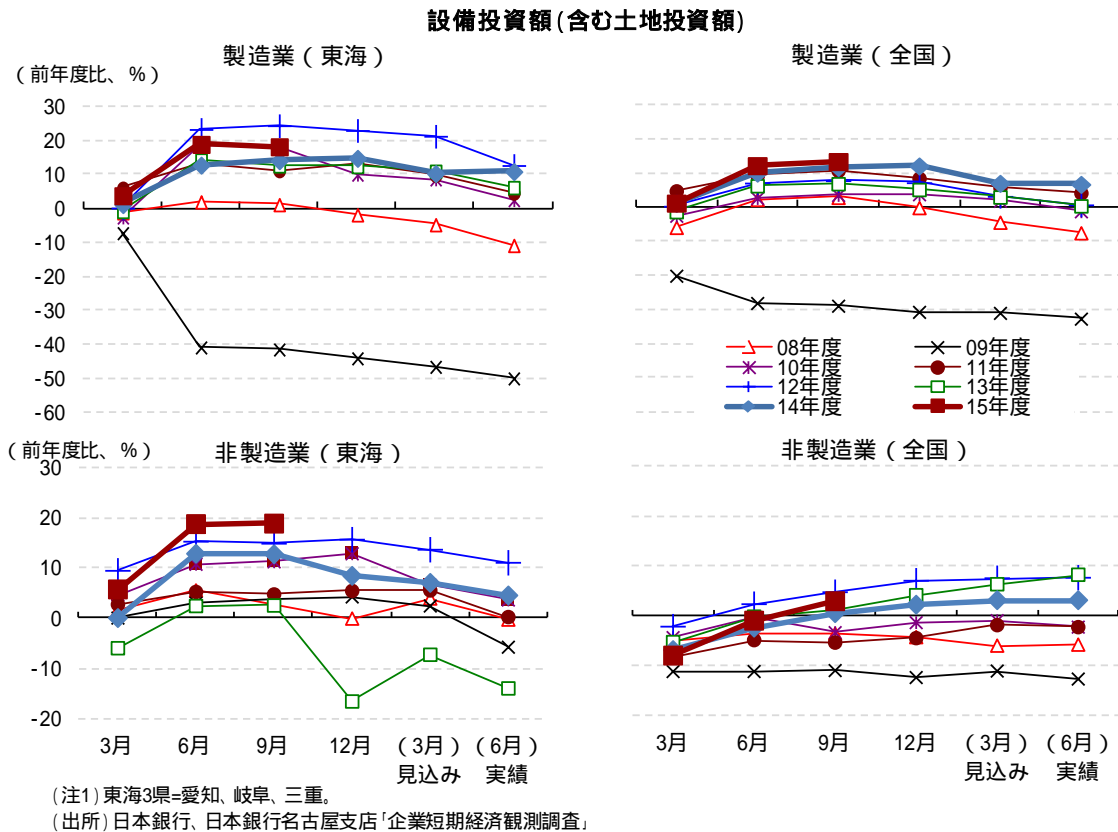 設備投資額(含む土地投資額)
製造業(東海)
製造業(全国)
(前年度比、%)
30
20
10
0
-10
-20
-30
-40
-50
-60
08年度
09年度
10年度
11年度
12年度
13年度
14年度
15年度
(前年度比、%)
非製造業(東海)
非製造業(全国)
30
20
10
0
-10
-20
3月
6月
9月
12月
(3月)
見込み
(6月)
実績
3月
6月
9月
12月
(3月)
見込み
(6月)
実績
(注1)東海3県=愛知、岐阜、三重。
(出所)日本銀行、日本銀行名古屋支店「企業短期経済観測調査」